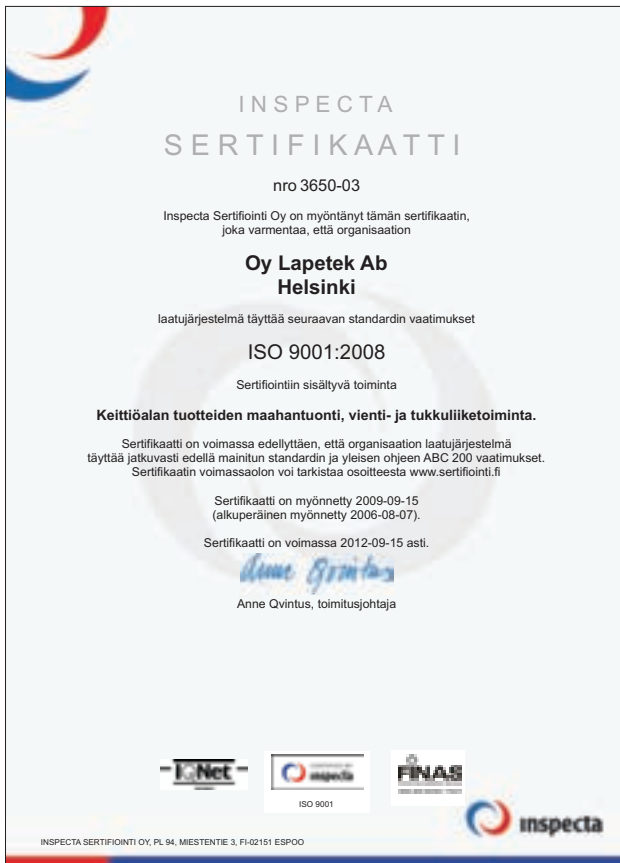 INSPECTA
SERTIFIKAATTI
nro 3650-03
Inspecta Sertifiointi Oy on myöntänyt tämän sertifikaatin,
joka varmentaa, että organisaation
Oy Lapetek Ab
Helsinki
laatujärjestelmä täyttää seuraavan standardin vaatimukset
ISO 9001:2008
Sertifiointiin sisältyvä toiminta
Keittiöalan tuotteiden maahantuonti, vienti- ja tukkuliiketoiminta.
Sertifikaatti on voimassa edellyttäen, että organisaation laatujärjestelmä
täyttää jatkuvasti edellä mainitun standardin ja yleisen ohjeen ABC 200 vaatimukset.
Sertifikaatin voimassaolon voi tarkistaa osoitteesta www.sertifiointi.fi
Sertifikaatti on myönnetty 2009-09-15
(alkuperäinen myönnetty 2006-08-07).
Sertifikaatti on voimassa 2012-09-15 asti.
Anne Qvintus
Anne Qvintus, toimitusjohtaja
IQNet
inspecta
FINAS
ISO 9001
inspecta
INSPECTA SERTIFIOINTI OY, PL 94, MIESTENTIE 3, FI-02151 ESPOO